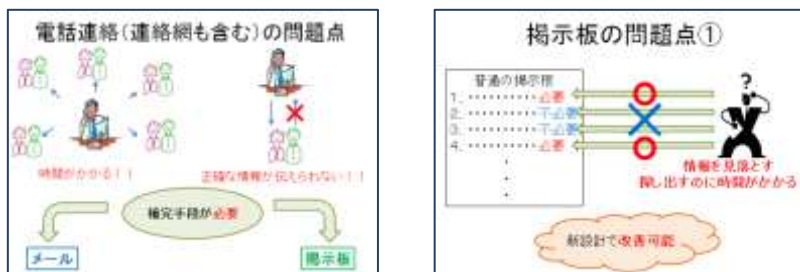 電話連絡(連絡網も含む)の問題点
時間がかかる！！
正確な情報が伝えられない！！
補完手段が必要
メール
掲示板
掲示板の問題点①
普通の掲示板
1. ‥‥‥‥‥必要
2. ‥‥‥‥‥不必要
3. ‥‥‥‥‥不必要
4. ‥‥‥‥‥必要
?
情報を見落とす
探し出すのに時間がかかる
新設計で改善可能